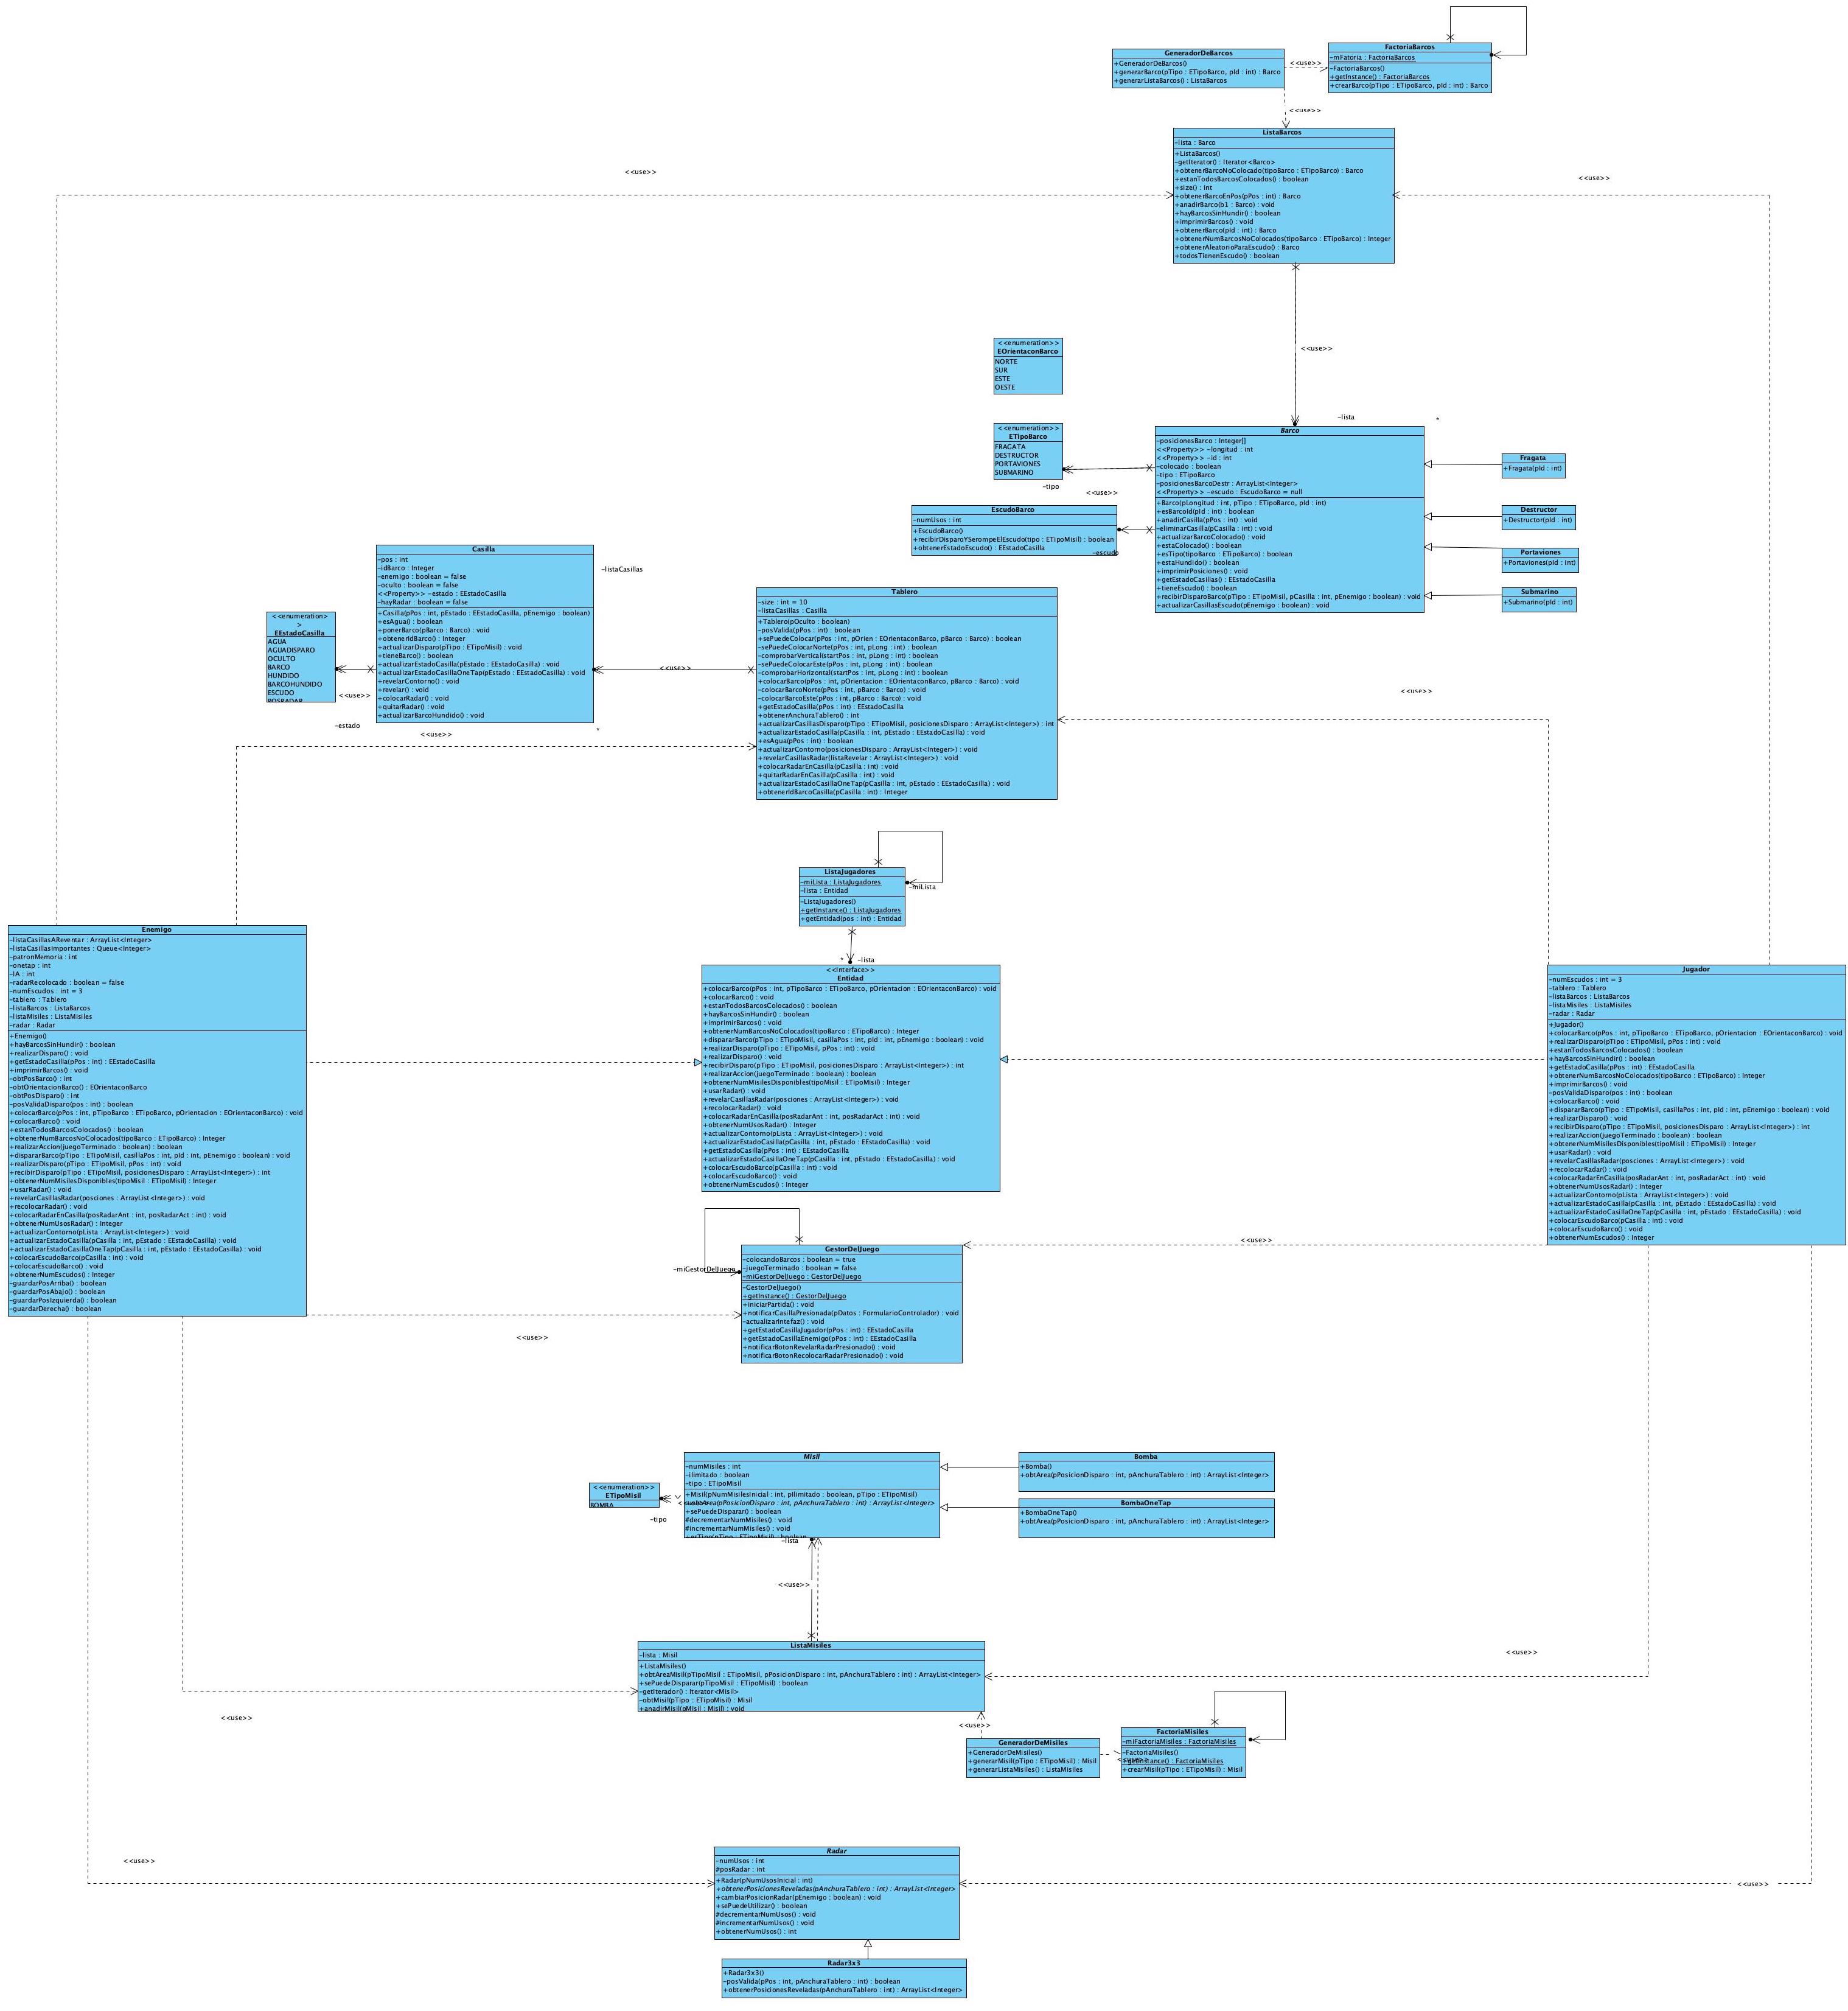 GeneradorDeBarcos
+GeneradorDeBarcos()
+generarBarco(pTipo : ETipoBarco, pId : int) : Barco
+generarListaBarcos() : ListaBarcos
<<use>>
FactoriaBarcos
-mFatoria : FactoriaBarcos
-FactoriaBarcos()
+getInstance() : FactoriaBarcos
+crearBarco(pTipo : ETipoBarco, pId : int) : Barco
<<use>>
ListaBarcos
-lista : Barco
+ListaBarcos()
-getIterator() : Iterator<Barco>
+obtenerBarcoNoColocado(tipoBarco : ETipoBarco) : Barco
+estanTodosBarcosColocados() : boolean
+size() : int
+obtenerBarcoEnPos(pPos : int) : Barco
+anadirBarco(b1 : Barco) : void
+hayBarcosSinHundir() : boolean
+imprimirBarcos() : void
+obtenerBarco(pId : int) : Barco
+obtenerNumBarcosNoColocados(tipoBarco : ETipoBarco) : Integer
+obtenerAleatorioParaEscudo() : Barco
+todosTienenEscudo() : boolean
<<use>>
<<use>>
<<use>>
<<enumeration>>
EOrientaconBarco
NORTE
SUR
ESTE
OESTE
-lista
*
<<enumeration>>
ETipoBarco
FRAGATA
DESTRUCTOR
PORTAVIONES
SUBMARINO
-tipo
<<use>>
Barco
-posicionesBarco : Integer[]
<<Property>> -longitud : int
<<Property>> -id : int
-colocado : boolean
-tipo : ETipoBarco
-posicionesBarcoDestr : ArrayList<Integer>
<<Property>> -escudo : EscudoBarco = null
+Barco(pLongitud : int, pTipo : ETipoBarco, pId : int)
+esBarcoId(pId : int) : boolean
+anadirCasilla(pPos : int) : void
-eliminarCasilla(pCasilla : int) : void
+actualizarBarcoColocado() : void
+estaColocado() : boolean
+esTipo(tipoBarco : ETipoBarco) : boolean
+estaHundido() : boolean
+imprimirPosiciones() : void
+getEstadoCasillas() : EEstadoCasilla
+tieneEscudo() : boolean
+recibirDisparoBarco(pTipo : ETipoMisil, pCasilla : int, pEnemigo : boolean) : void
+actualizarCasillasEscudo(pEnemigo : boolean) : void
Fragata
+Fragata(pId : int)
Destructor
+Destructor(pId : int)
Portaviones
+Portaviones(pId : int)
Submarino
+Submarino(pId : int)
EscudoBarco
-numUsos : int
+EscudoBarco()
+recibirDisparoYSerompeElEscudo(tipo : ETipoMisil) : boolean
+obtenerEstadoEscudo() : EEstadoCasilla
-escudo
Casilla
-pos : int
-idBarco : Integer
-enemigo : boolean = false
-oculto : boolean = false
<<Property>> -estado : EEstadoCasilla
-hayRadar : boolean = false
+Casilla(pPos : int, pEstado : EEstadoCasilla, pEnemigo : boolean)
+esAgua() : boolean
+ponerBarco(pBarco : Barco) : void
+obtenerIdBarco() : Integer
+actualizarDisparo(pTipo : ETipoMisil) : void
+tieneBarco() : boolean
+actualizarEstadoCasilla(pEstado : EEstadoCasilla) : void
+actualizarEstadoCasillaOneTap(pEstado : EEstadoCasilla) : void
+revelarContorno() : void
+revelar() : void
+colocarRadar() : void
+quitarRadar() : void
+actualizarBarcoHundido() : void
-listaCasillas
*
<<use>>
<<enumeration>
>
EEstadoCasilla
AGUA
AGUADISPARO
OCULTO
BARCO
HUNDIDO
BARCOHUNDIDO
ESCUDO
POSRADAR
<<use>>
-estado
Tablero
-size : int = 10
-listaCasillas : Casilla
+Tablero(pOculto : boolean)
-posValida(pPos : int) : boolean
+sePuedeColocar(pPos : int, pOrien : EOrientaconBarco, pBarco : Barco) : boolean
-sePuedeColocarNorte(pPos : int, pLong : int) : boolean
-comprobarVertical(startPos : int, pLong : int) : boolean
-sePuedeColocarEste(pPos : int, pLong : int) : boolean
-comprobarHorizontal(startPos : int, pLong : int) : boolean
+colocarBarco(pPos : int, pOrientacion : EOrientaconBarco, pBarco : Barco) : void
-colocarBarcoNorte(pPos : int, pBarco : Barco) : void
-colocarBarcoEste(pPos : int, pBarco : Barco) : void
+getEstadoCasilla(pPos : int) : EEstadoCasilla
+obtenerAnchuraTablero() : int
+actualizarCasillasDisparo(pTipo : ETipoMisil, posicionesDisparo : ArrayList<Integer>) : int
+actualizarEstadoCasilla(pCasilla : int, pEstado : EEstadoCasilla) : void
+esAgua(pPos : int) : boolean
+actualizarContorno(posicionesDisparo : ArrayList<Integer>) : void
+revelarCasillasRadar(listaRevelar : ArrayList<Integer>) : void
+colocarRadarEnCasilla(pCasilla : int) : void
+quitarRadarEnCasilla(pCasilla : int) : void
+actualizarEstadoCasillaOneTap(pCasilla : int, pEstado : EEstadoCasilla) : void
+obtenerIdBarcoCasilla(pCasilla : int) : Integer
<<use>>
<<use>>
ListaJugadores
-miLista : ListaJugadores
-lista : Entidad
-ListaJugadores()
+getInstance() : ListaJugadores
+getEntidad(pos : int) : Entidad
-miLista
*
-lista
Enemigo
-listaCasillasAReventar : ArrayList<Integer>
-listaCasillasImportantes : Queue<Integer>
-patronMemoria : int
-onetap : int
-IA : int
-radarRecolocado : boolean = false
-numEscudos : int = 3
-tablero : Tablero
-listaBarcos : ListaBarcos
-listaMisiles : ListaMisiles
-radar : Radar
+Enemigo()
+hayBarcosSinHundir() : boolean
+realizarDisparo() : void
+getEstadoCasilla(pPos : int) : EEstadoCasilla
+imprimirBarcos() : void
-obtPosBarco() : int
-obtOrientacionBarco() : EOrientaconBarco
-obtPosDisparo() : int
-posValidaDisparo(pos : int) : boolean
+colocarBarco(pPos : int, pTipoBarco : ETipoBarco, pOrientacion : EOrientaconBarco) : void
+colocarBarco() : void
+estanTodosBarcosColocados() : boolean
+obtenerNumBarcosNoColocados(tipoBarco : ETipoBarco) : Integer
+realizarAccion(juegoTerminado : boolean) : boolean
+dispararBarco(pTipo : ETipoMisil, casillaPos : int, pId : int, pEnemigo : boolean) : void
+realizarDisparo(pTipo : ETipoMisil, pPos : int) : void
+recibirDisparo(pTipo : ETipoMisil, posicionesDisparo : ArrayList<Integer>) : int
+obtenerNumMisilesDisponibles(tipoMisil : ETipoMisil) : Integer
+usarRadar() : void
+revelarCasillasRadar(posciones : ArrayList<Integer>) : void
+recolocarRadar() : void
+colocarRadarEnCasilla(posRadarAnt : int, posRadarAct : int) : void
+obtenerNumUsosRadar() : Integer
+actualizarContorno(pLista : ArrayList<Integer>) : void
+actualizarEstadoCasilla(pCasilla : int, pEstado : EEstadoCasilla) : void
+actualizarEstadoCasillaOneTap(pCasilla : int, pEstado : EEstadoCasilla) : void
+colocarEscudoBarco(pCasilla : int) : void
+colocarEscudoBarco() : void
+obtenerNumEscudos() : Integer
-guardarPosArriba() : boolean
-guardarPosAbajo() : boolean
-guardarPosIzquierda() : boolean
-guardarDerecha() : boolean
<<Interface>>
Entidad
+colocarBarco(pPos : int, pTipoBarco : ETipoBarco, pOrientacion : EOrientaconBarco) : void
+colocarBarco() : void
+estanTodosBarcosColocados() : boolean
+hayBarcosSinHundir() : boolean
+imprimirBarcos() : void
+obtenerNumBarcosNoColocados(tipoBarco : ETipoBarco) : Integer
+dispararBarco(pTipo : ETipoMisil, casillaPos : int, pId : int, pEnemigo : boolean) : void
+realizarDisparo(pTipo : ETipoMisil, pPos : int) : void
+realizarDisparo() : void
+recibirDisparo(pTipo : ETipoMisil, posicionesDisparo : ArrayList<Integer>) : int
+realizarAccion(juegoTerminado : boolean) : boolean
+obtenerNumMisilesDisponibles(tipoMisil : ETipoMisil) : Integer
+usarRadar() : void
+revelarCasillasRadar(posciones : ArrayList<Integer>) : void
+recolocarRadar() : void
+colocarRadarEnCasilla(posRadarAnt : int, posRadarAct : int) : void
+obtenerNumUsosRadar() : Integer
+actualizarContorno(pLista : ArrayList<Integer>) : void
+actualizarEstadoCasilla(pCasilla : int, pEstado : EEstadoCasilla) : void
+getEstadoCasilla(pPos : int) : EEstadoCasilla
+actualizarEstadoCasillaOneTap(pCasilla : int, pEstado : EEstadoCasilla) : void
+colocarEscudoBarco(pCasilla : int) : void
+colocarEscudoBarco() : void
+obtenerNumEscudos() : Integer
Jugador
-numEscudos : int = 3
-tablero : Tablero
-listaBarcos : ListaBarcos
-listaMisiles : ListaMisiles
-radar : Radar
+Jugador()
+colocarBarco(pPos : int, pTipoBarco : ETipoBarco, pOrientacion : EOrientaconBarco) : void
+realizarDisparo(pTipo : ETipoMisil, pPos : int) : void
+estanTodosBarcosColocados() : boolean
+hayBarcosSinHundir() : boolean
+getEstadoCasilla(pPos : int) : EEstadoCasilla
+obtenerNumBarcosNoColocados(tipoBarco : ETipoBarco) : Integer
+imprimirBarcos() : void
-posValidaDisparo(pos : int) : boolean
+colocarBarco() : void
+dispararBarco(pTipo : ETipoMisil, casillaPos : int, pId : int, pEnemigo : boolean) : void
+realizarDisparo() : void
+recibirDisparo(pTipo : ETipoMisil, posicionesDisparo : ArrayList<Integer>) : int
+realizarAccion(juegoTerminado : boolean) : boolean
+obtenerNumMisilesDisponibles(tipoMisil : ETipoMisil) : Integer
+usarRadar() : void
+revelarCasillasRadar(posciones : ArrayList<Integer>) : void
+recolocarRadar() : void
+colocarRadarEnCasilla(posRadarAnt : int, posRadarAct : int) : void
+obtenerNumUsosRadar() : Integer
+actualizarContorno(pLista : ArrayList<Integer>) : void
+actualizarEstadoCasilla(pCasilla : int, pEstado : EEstadoCasilla) : void
+actualizarEstadoCasillaOneTap(pCasilla : int, pEstado : EEstadoCasilla) : void
+colocarEscudoBarco(pCasilla : int) : void
+colocarEscudoBarco() : void
+obtenerNumEscudos() : Integer
<<use>>
-miGestorDelJuego
GestorDelJuego
-colocandoBarcos : boolean = true
-juegoTerminado : boolean = false
-miGestorDelJuego : GestorDelJuego
-GestorDelJuego()
+getInstance() : GestorDelJuego
+iniciarPartida() : void
+notificarCasillaPresionada(pDatos : FormularioControlador) : void
-actualizarIntefaz() : void
+getEstadoCasillaJugador(pPos : int) : EEstadoCasilla
+getEstadoCasillaEnemigo(pPos : int) : EEstadoCasilla
+notificarBotonRevelarRadarPresionado() : void
+notificarBotonRecolocarRadarPresionado() : void
<<use>>
<<enumeration>>
ETipoMisil
BOMBA
-tipo
Misil
-numMisiles : int
-ilimitado : boolean
-tipo : ETipoMisil
+Misil(pNumMisilesInicial : int, pIlimitado : boolean, pTipo : ETipoMisil)
+obtArea(pPosicionDisparo : int, pAnchuraTablero : int) : ArrayList<Integer>
+sePuedeDisparar() : boolean
#decrementarNumMisiles() : void
#incrementarNumMisiles() : void
+esTipo(pTipo : ETipoMisil) : boolean
-lista
Bomba
+Bomba()
+obtArea(pPosicionDisparo : int, pAnchuraTablero : int) : ArrayList<Integer>
BombaOneTap
+BombaOneTap()
+obtArea(pPosicionDisparo : int, pAnchuraTablero : int) : ArrayList<Integer>
<<use>>
ListaMisiles
-lista : Misil
+ListaMisiles()
+obtAreaMisil(pTipoMisil : ETipoMisil, pPosicionDisparo : int, pAnchuraTablero : int) : ArrayList<Integer>
+sePuedeDisparar(pTipoMisil : ETipoMisil) : boolean
-getIterador() : Iterator<Misil>
-obtMisil(pTipo : ETipoMisil) : Misil
+anadirMisil(pMisil : Misil) : void
<<use>>
<<use>>
<<use>>
GeneradorDeMisiles
+GeneradorDeMisiles()
+generarMisil(pTipo : ETipoMisil) : Misil
+generarListaMisiles() : ListaMisiles
FactoriaMisiles
-miFactoriaMisiles : FactoriaMisiles
-FactoriaMisiles()
+getInstance() : FactoriaMisiles
+crearMisil(pTipo : ETipoMisil) : Misil
<<use>>
Radar
-numUsos : int
#posRadar : int
+Radar(pNumUsosInicial : int)
+obtenerPosicionesReveladas(pAnchuraTablero : int) : ArrayList<Integer>
+cambiarPosicionRadar(pEnemigo : boolean) : void
+sePuedeUtilizar() : boolean
#decrementarNumUsos() : void
#incrementarNumUsos() : void
+obtenerNumUsos() : int
<<use>>
Radar3x3
+Radar3x3()
-posValida(pPos : int, pAnchuraTablero : int) : boolean
+obtenerPosicionesReveladas(pAnchuraTablero : int) : ArrayList<Integer>